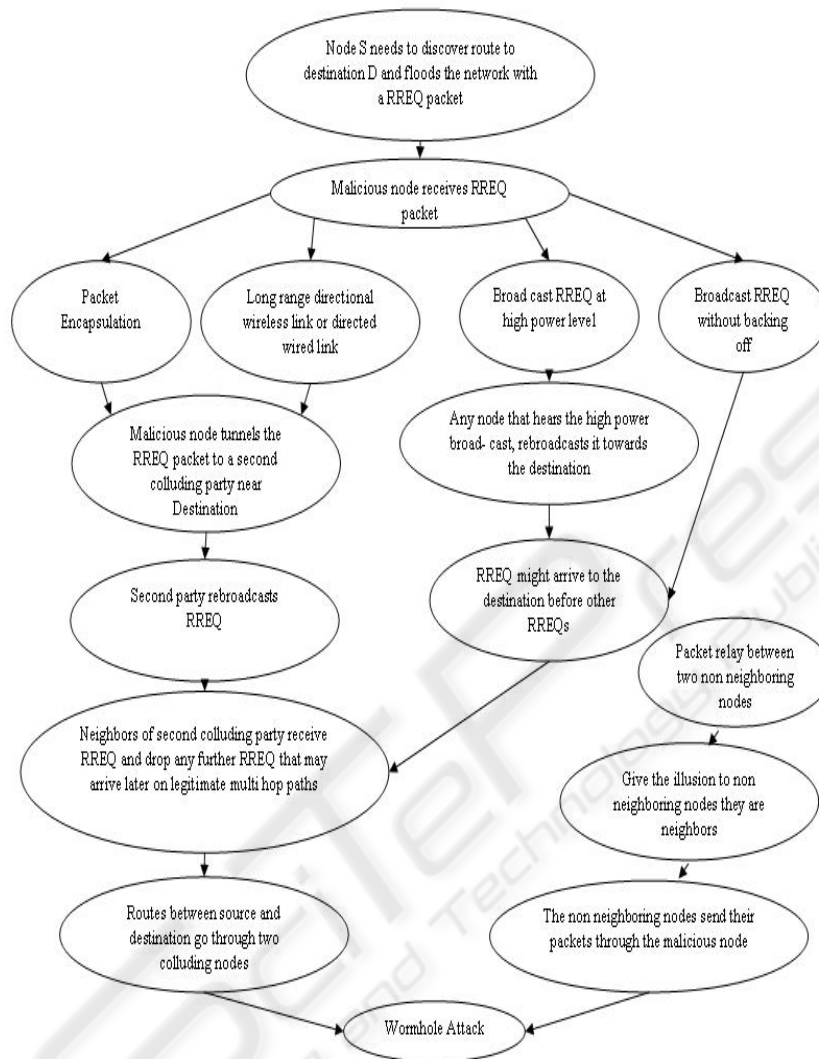 Node S needs to discover route to
destination D and floods the network with
a RREQ packet
Malicious node receives RREQ
packet
Packet
Encapsulation
Long range directional
wireless link or directed
wired link
Broad cast RREQ at
high power level
Broadcast RREQ
without backing
off
Malicious node tunnels the
RREQ packet to a second
colluding party near
Destination
Any node that hears the high power
broad- cast, rebroadcasts it towards
the destination
Second party rebroadcasts
RREQ
RREQ might arrive to the
destination before other
RREQs
Packet relay between
two non neighboring
nodes
Neighbors of second colluding party receive
RREQ and drop any further RREQ that may
arrive later on legitimate multi hop paths
Give the illusion to non
neighboring nodes they are
neighbors
Routes between source and
destination go through two
colluding nodes
The non neighboring nodes send their
packets through the malicious node
Wormhole Attack